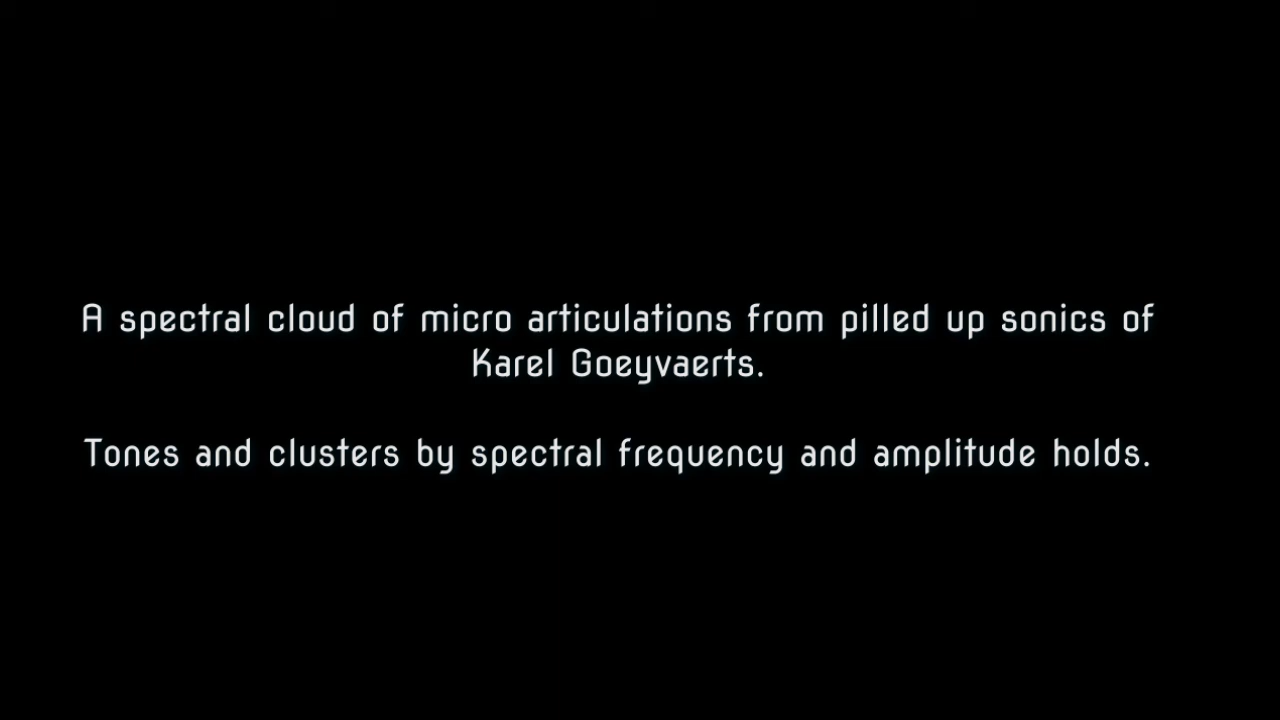 A spectral cloud of micro articulations from pilled up sonics of
Karel Goeyvaerts.
Tones and clusters by spectral frequency and amplitude holds.